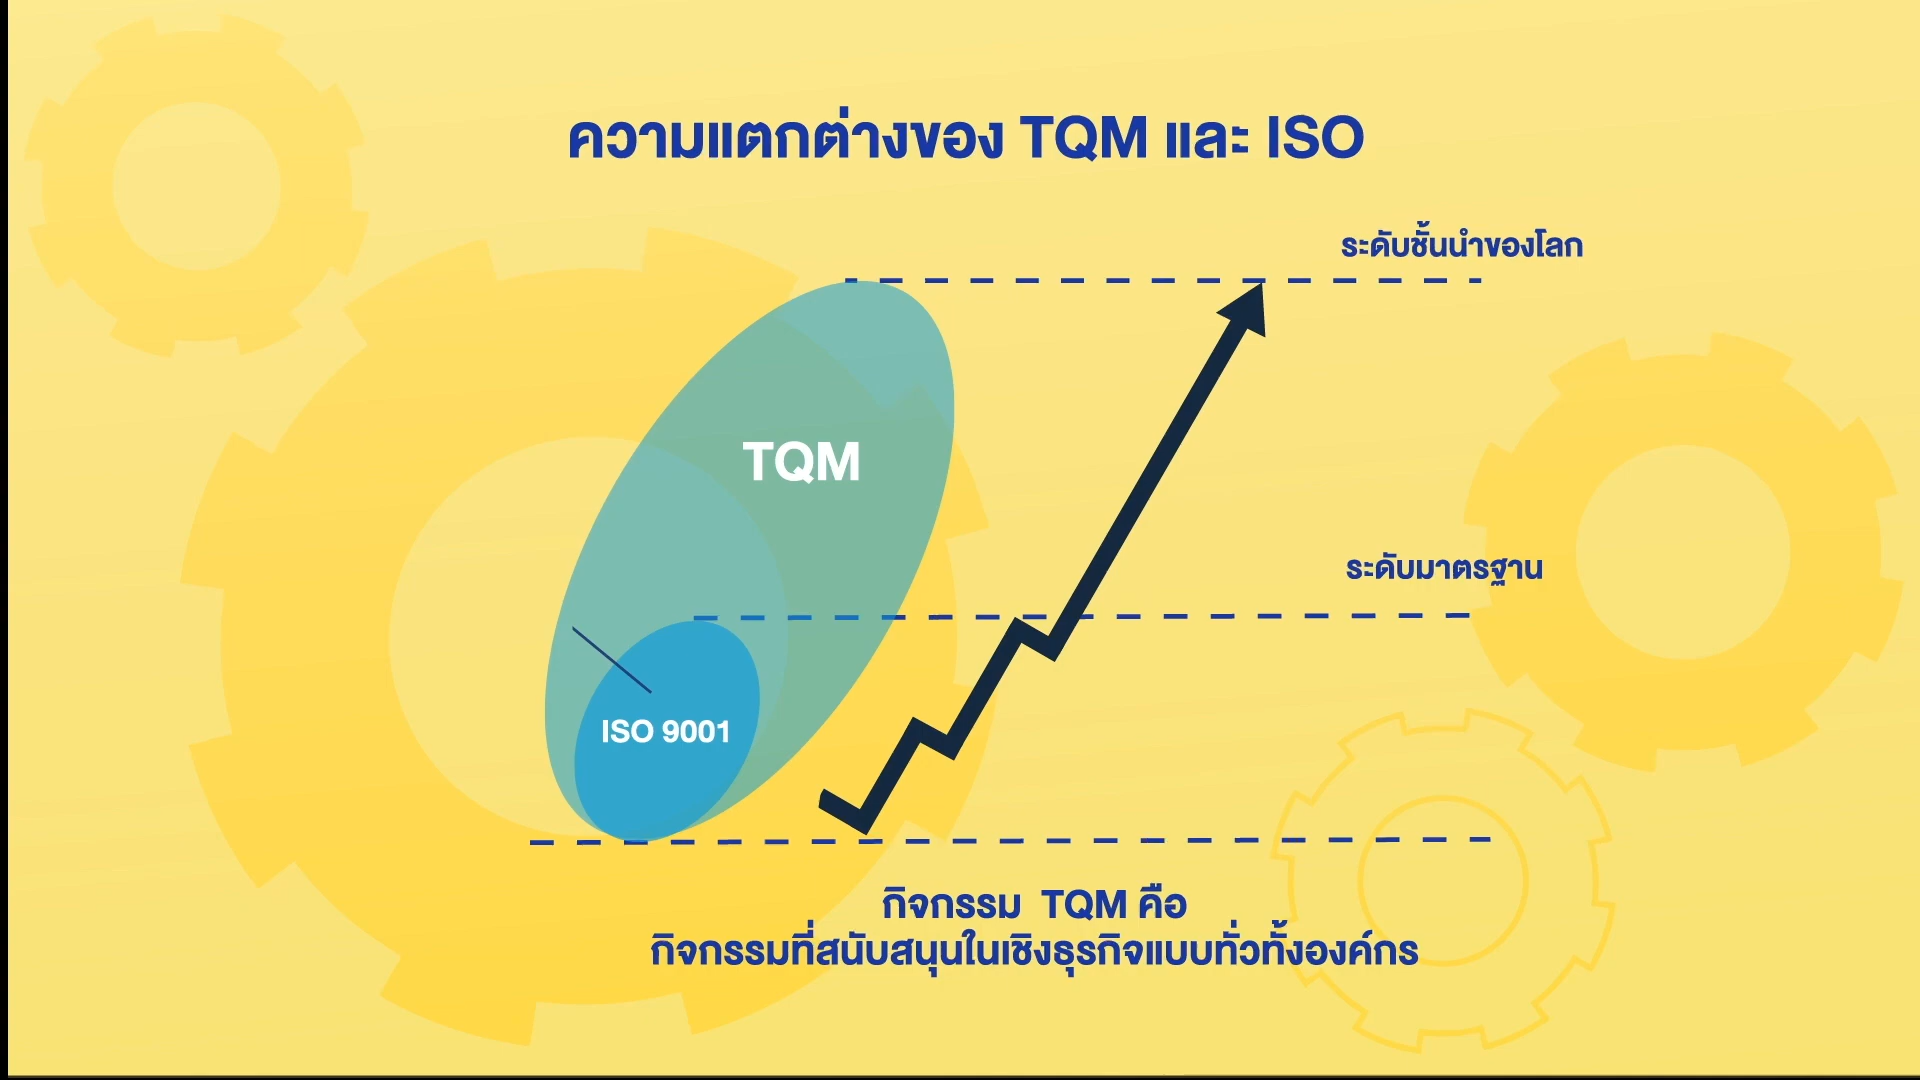 ความแตกต่างของ TQM และ ISO
ระดับชั้นนำของโลก
TQM
ระดับมาตรฐาน
ISO 9001
กิจกรรม TQM คือ
กิจกรรมที่สนับสนุนในเชิงธุรกิจแบบทั่วทั้งองค์กร